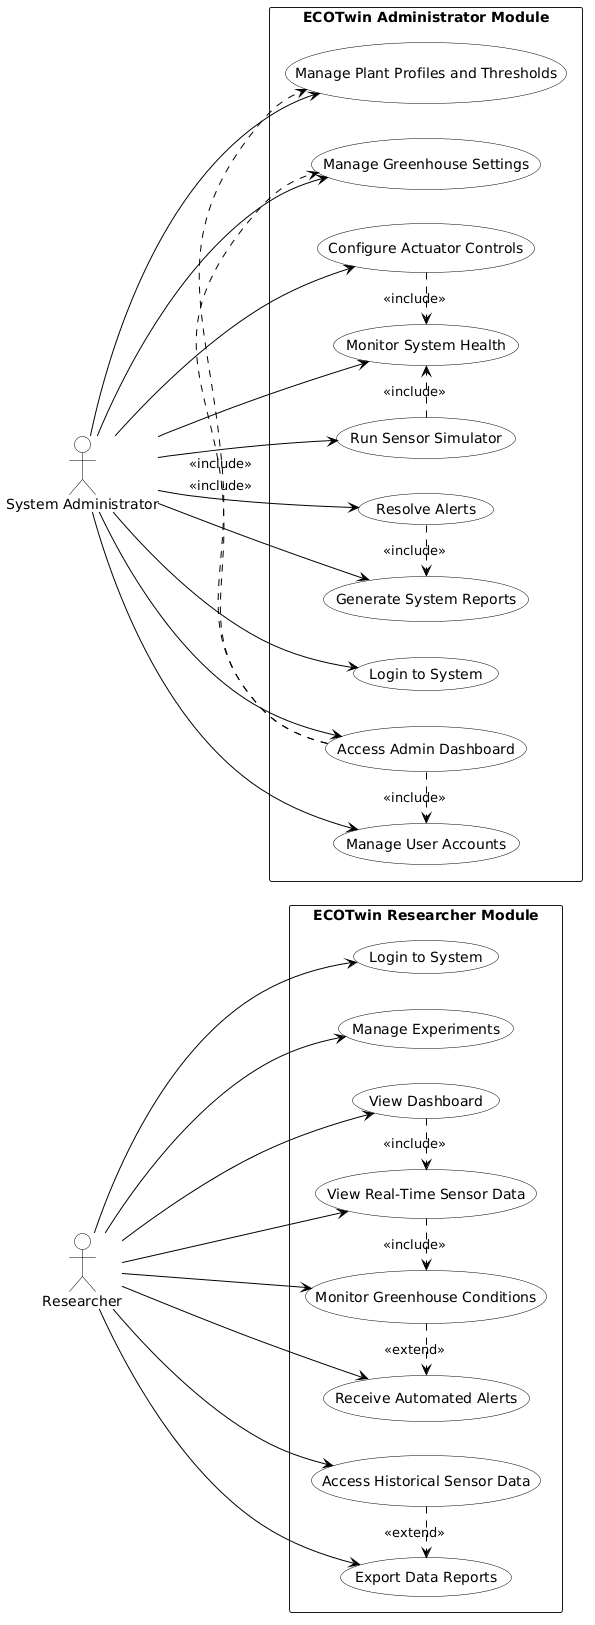 ECOTwin Administrator Module
Manage Plant Profiles and Thresholds
Manage Greenhouse Settings
Configure Actuator Controls
«include»
Monitor System Health
«include»
Run Sensor Simulator
«include»
«include»
System Administrator
Resolve Alerts
«include»
Generate System Reports
Login to System
Access Admin Dashboard
«include»
Manage User Accounts
ECOTwin Researcher Module
Login to System
Manage Experiments
View Dashboard
«include»
View Real-Time Sensor Data
«include»
Researcher
Monitor Greenhouse Conditions
«extend»
Receive Automated Alerts
Access Historical Sensor Data
«extend»
Export Data Reports